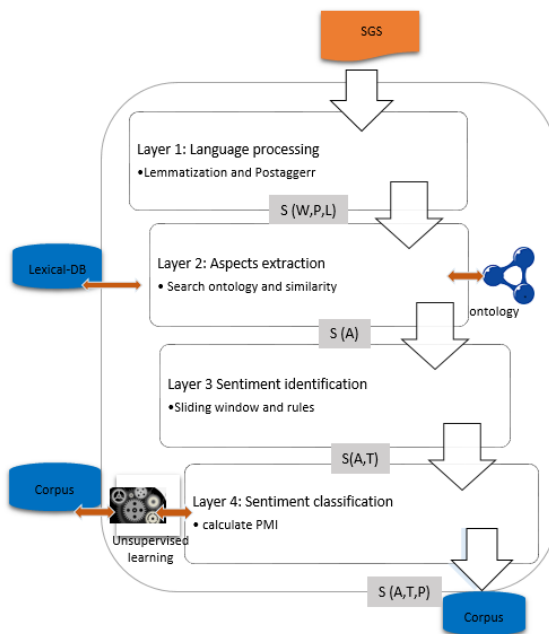 SGS
Layer 1: Language processing
•Lemmatization and Postaggerr
S (W,P,L)
Lexical-DB
Layer 2: Aspects extraction
• Search ontology and similarity
ontology
S (A)
Layer 3 Sentiment identification
•Sliding window and rules
S(A,T)
Corpus
Layer 4: Sentiment classification
• calculate PMI
Unsupervised
learning
S (A,T,P)
Corpus